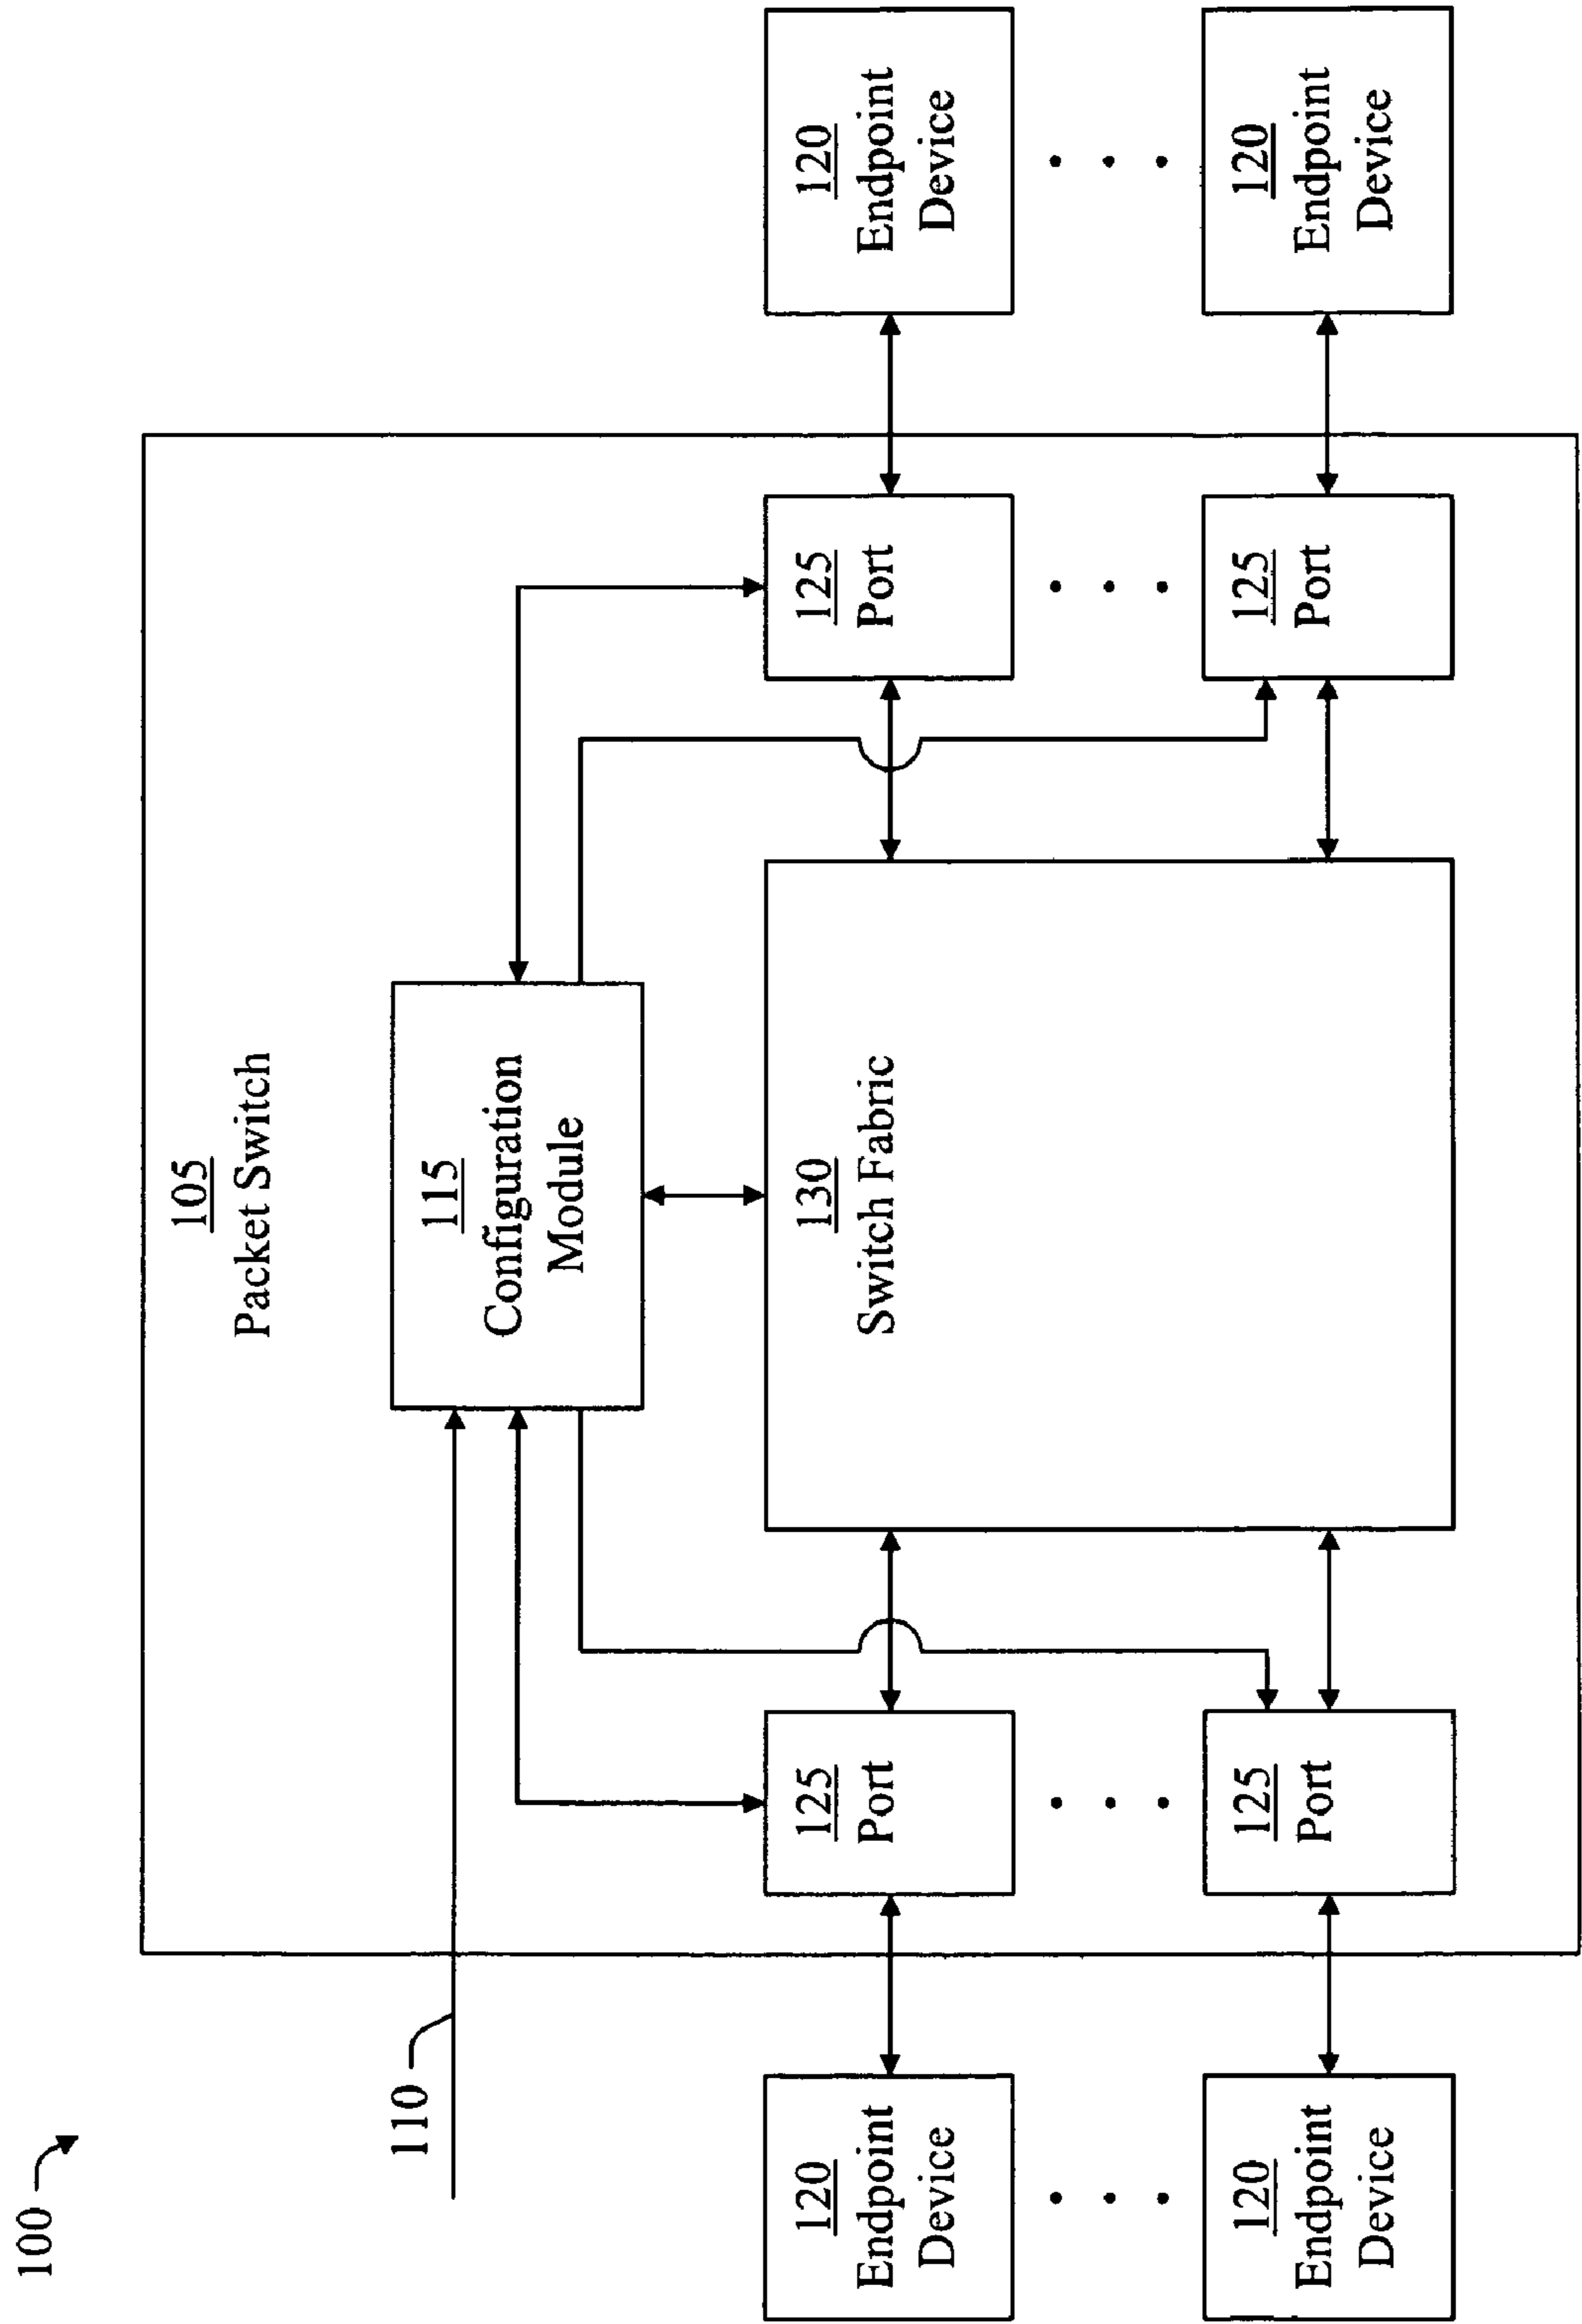 100
105
Packet Switch
110
115
Configuration
Module
120
Endpoint
Device
125
Port
130
Switch Fabric
125
Port
120
Endpoint
Device
120
Endpoint
Device
125
Port
125
Port
120
Endpoint
Device